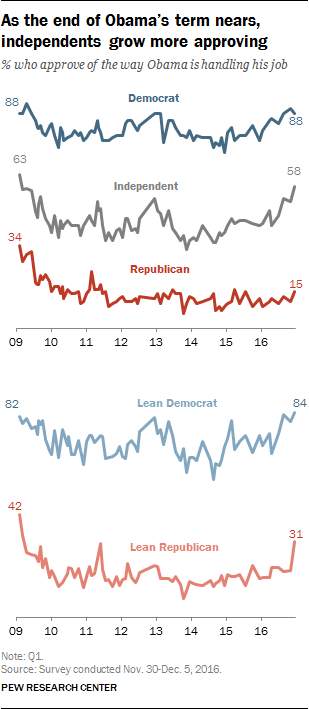 As the end of Obama's term nears,
independents grow more approving
% who approve of the way Obama is handling his job
Democrat
88
88
63
Independent
58
34
Republican
15
09 10 11 12 13 14 15 16
82
Lean Democrat
84
42
Lean Republican
31
09 10 11 12 13 14 15 16
Note: Q1.
Source: Survey conducted Nov. 30-Dec. 5, 2016.
PEW RESEARCH CENTER